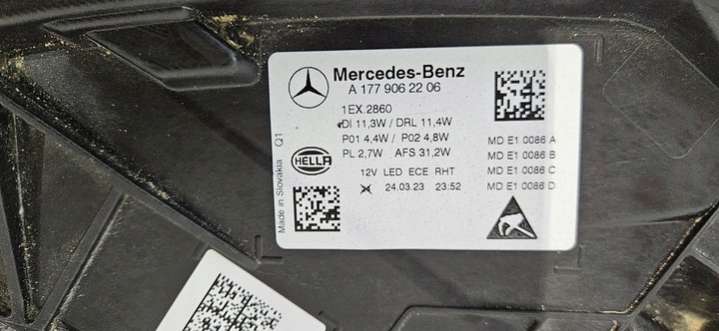 Mercedes-Benz
A 177 906 22 06
1EX.2860
DI 11,3W / DRL 11,4W
P01 4,4W / P02 4,8W
PL 2,7W AFS 31,2W
12V LED ECE RHT
24.03.23 23:52
HELLA
Made in Slovakia Q1
MD E1 0086 A
MD E1 0086 B
MD E1 0086 C
MD E1 0086 D